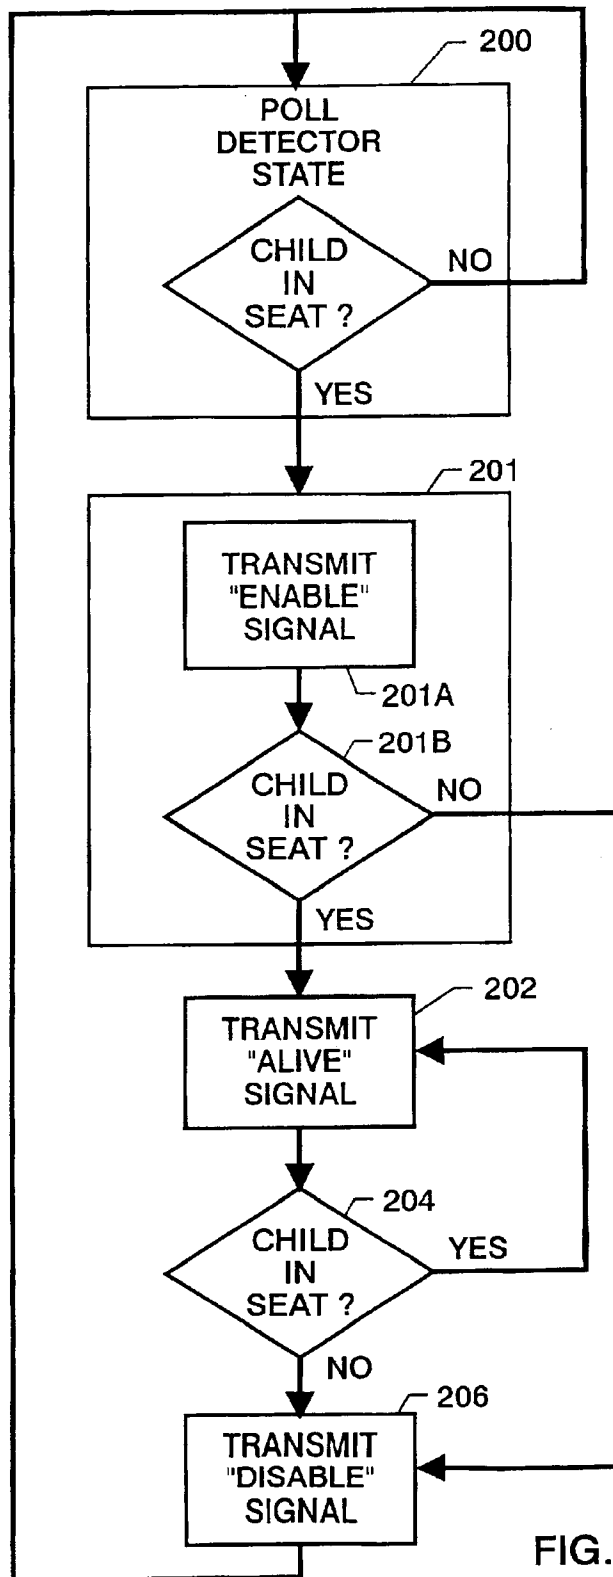 200
POLL
DETECTOR
STATE
CHILD
IN
SEAT ?
NO
YES
201
TRANSMIT
"ENABLE"
SIGNAL
201A
201B
CHILD
IN
SEAT ?
NO
YES
202
TRANSMIT
"ALIVE"
SIGNAL
204
CHILD
IN
SEAT ?
YES
NO
206
TRANSMIT
"DISABLE"
SIGNAL
FIG.